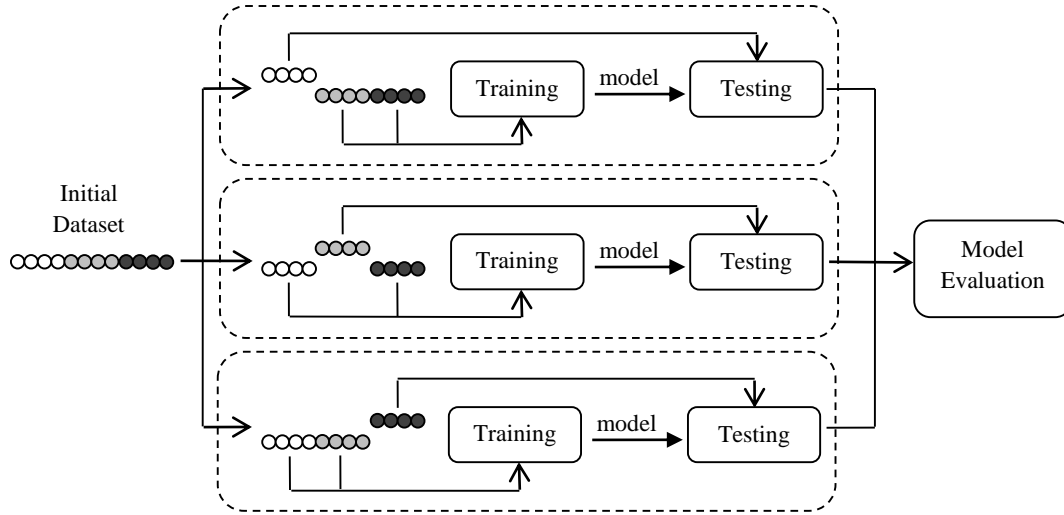 Training
model
Testing
Initial
Dataset
Training
model
Testing
Model
Evaluation
Training
model
Testing